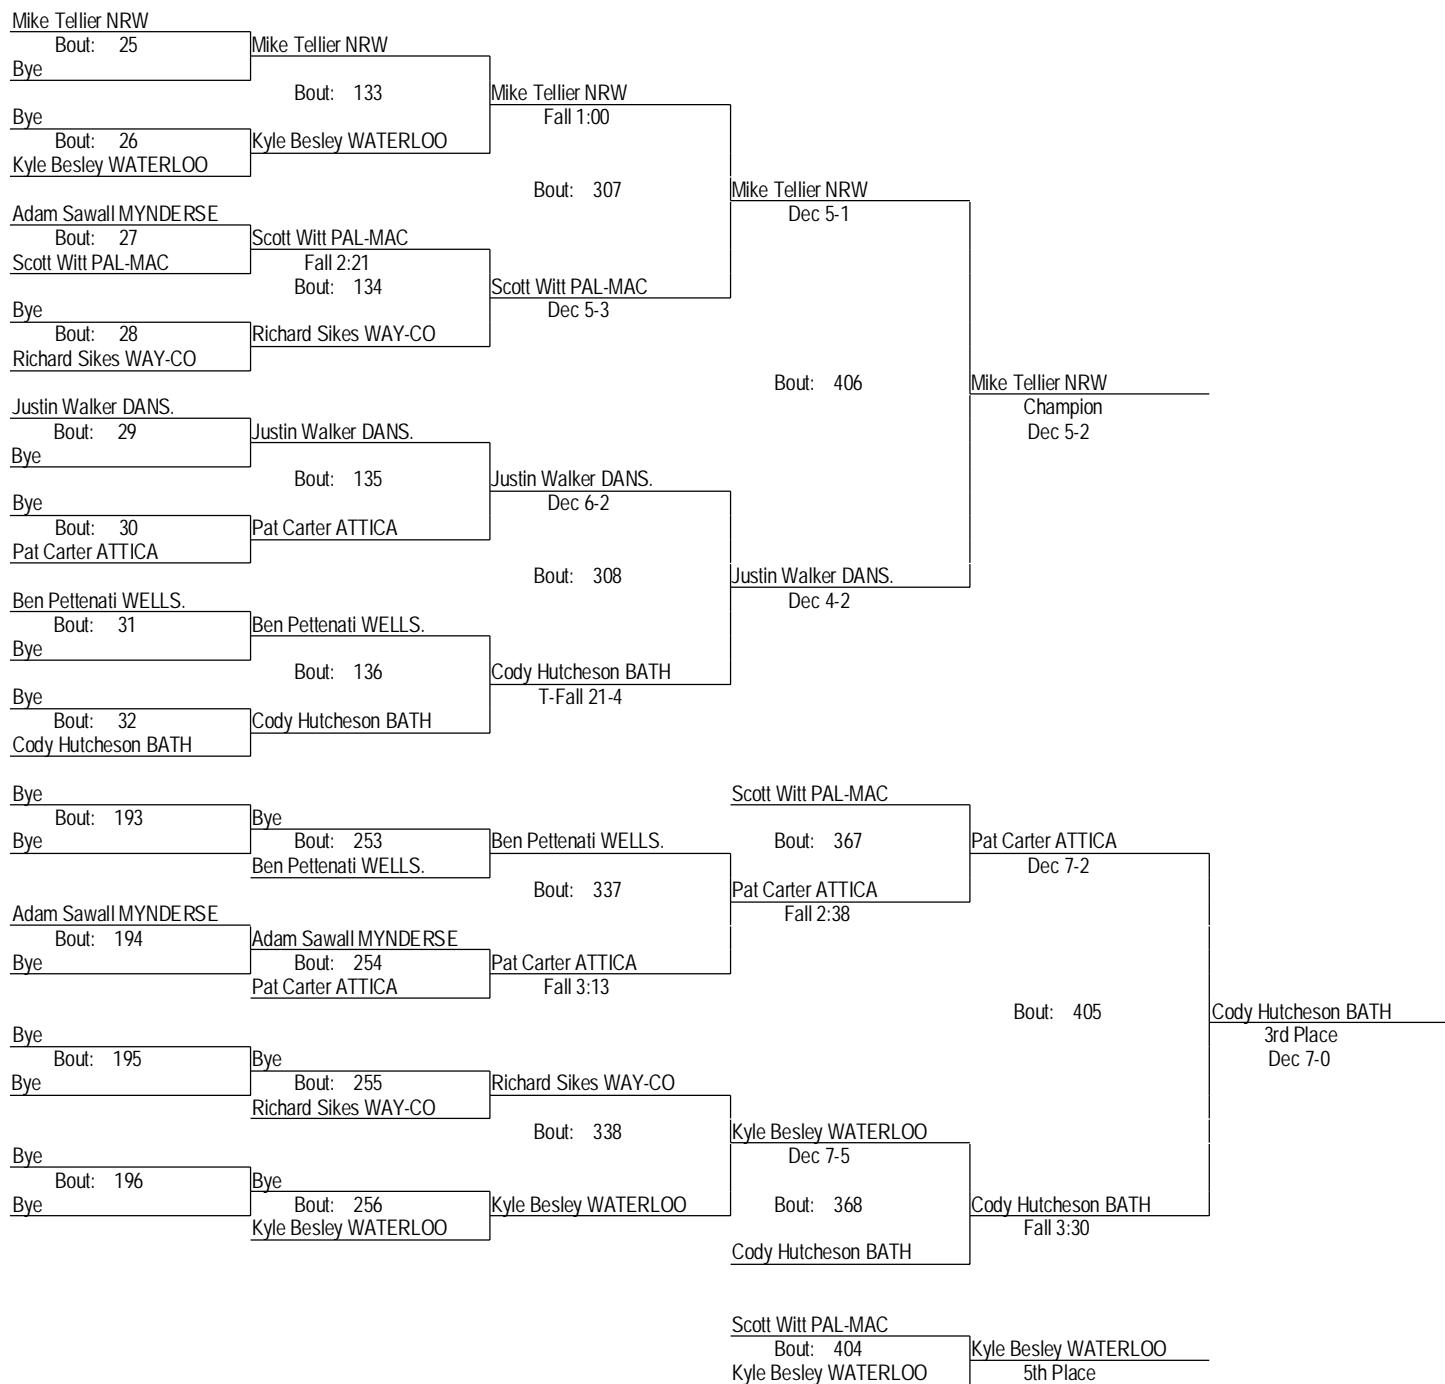 Mike Tellier NRW
Bout: 25
Mike Tellier NRW
Bye
Bout: 133
Mike Tellier NRW
Bye
Fall 1:00
Bout: 26
Kyle Besley WATERLOO
Kyle Besley WATERLOO
Bout: 307
Mike Tellier NRW
Adam Sawall MYNDERSE
Dec 5-1
Bout: 27
Scott Witt PAL-MAC
Scott Witt PAL-MAC
Fall 2:21
Bout: 134
Scott Witt PAL-MAC
Bye
Dec 5-3
Bout: 28
Richard Sikes WAY-CO
Richard Sikes WAY-CO
Bout: 406
Mike Tellier NRW
Justin Walker DANS.
Champion
Bout: 29
Justin Walker DANS.
Dec 5-2
Bye
Bout: 135
Justin Walker DANS.
Bye
Dec 6-2
Bout: 30
Pat Carter ATTICA
Pat Carter ATTICA
Bout: 308
Justin Walker DANS.
Ben Pettenati WELLS.
Dec 4-2
Bout: 31
Ben Pettenati WELLS.
Bye
Bout: 136
Cody Hutcheson BATH
Bye
T-Fall 21-4
Bout: 32
Cody Hutcheson BATH
Cody Hutcheson BATH
Bye
Scott Witt PAL-MAC
Bout: 193
Bye
Bye
Bout: 253
Ben Pettenati WELLS.
Bout: 367
Pat Carter ATTICA
Ben Pettenati WELLS.
Dec 7-2
Bout: 337
Pat Carter ATTICA
Adam Sawall MYNDERSE
Fall 2:38
Bout: 194
Adam Sawall MYNDERSE
Bye
Bout: 254
Pat Carter ATTICA
Pat Carter ATTICA
Fall 3:13
Bout: 405
Cody Hutcheson BATH
Bye
3rd Place
Bout: 195
Bye
Dec 7-0
Bye
Bout: 255
Richard Sikes WAY-CO
Richard Sikes WAY-CO
Bout: 338
Kyle Besley WATERLOO
Bye
Dec 7-5
Bout: 196
Bye
Bye
Bout: 256
Kyle Besley WATERLOO
Bout: 368
Cody Hutcheson BATH
Kyle Besley WATERLOO
Fall 3:30
Cody Hutcheson BATH
Scott Witt PAL-MAC
Bout: 404
Kyle Besley WATERLOO
Kyle Besley WATERLOO
5th Place